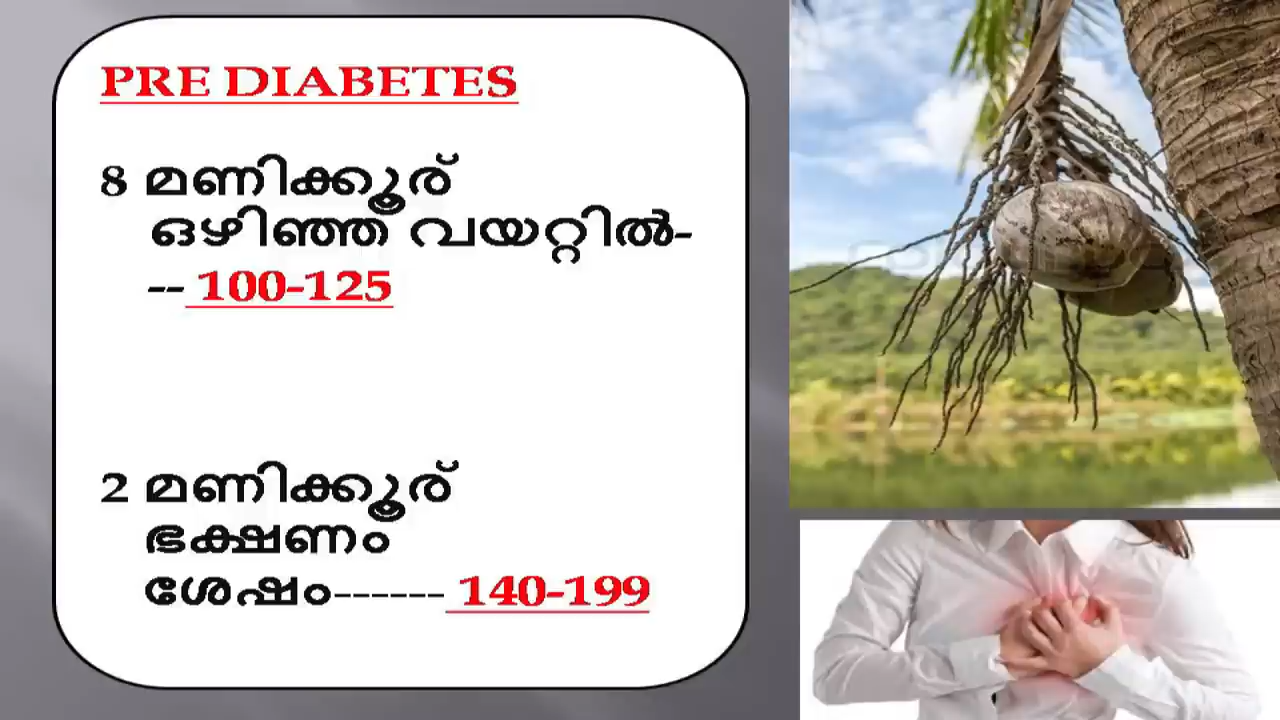 PRE DIABETES
8 മണിക്കൂര്
ഒഴിഞ്ഞ വയറ്റിൽ-
-- 100-125
2 മണിക്കൂര്
ഭക്ഷണം
ശേഷം------ 140-199